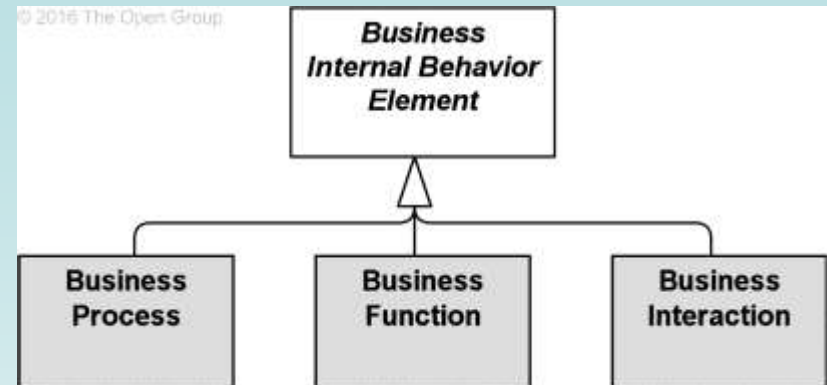 © 2016 The Open Group
Business
Internal Behavior
Element
Business
Process
Business
Function
Business
Interaction